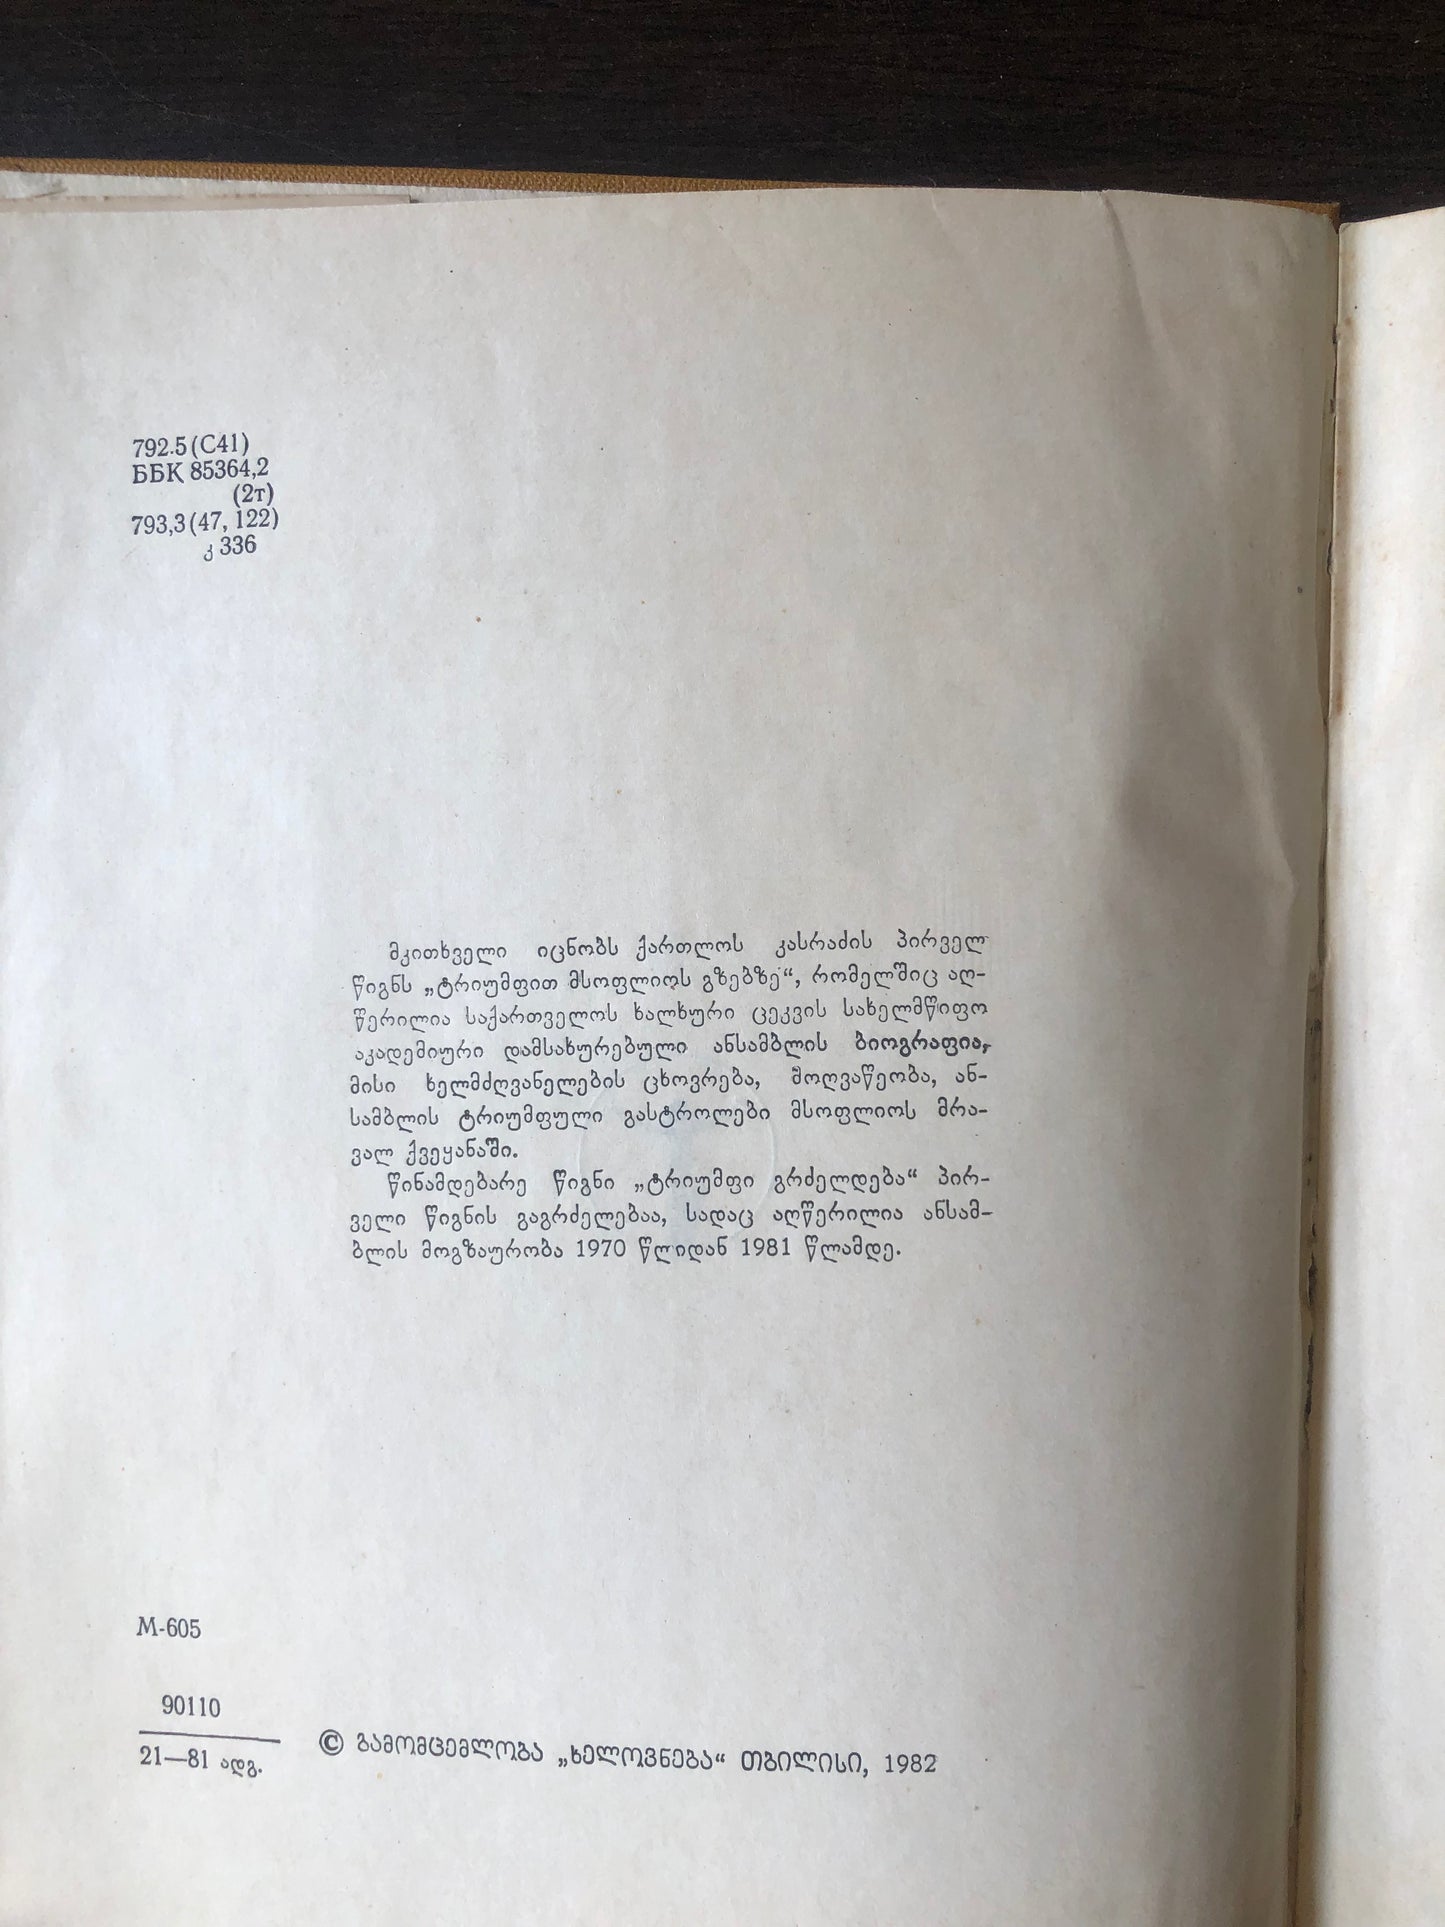 792.5(C41)
ББК 85364,2
(2т)
793,3(47, 122)
კ 336
მკითხველი იცნობს ქართლოს კასრაძის პირველ
წიგნს „ტრიუმფით მსოფლიოს გზებზე“, რომელშიც აღ-
წერილია საქართველოს ხალხური ცეკვის სახელმწიფო
აკადემიური დამსახურებული ანსამბლის ბიოგრაფია,
მისი ხელმძღვანელების ცხოვრება, მოღვაწეობა, ან-
სამბლის ტრიუმფული გასტროლები მსოფლიოს მრა-
ვალ ქვეყანაში.
წინამდებარე წიგნი „ტრიუმფი გრძელდება“ პირ-
ველი წიგნის გაგრძელებაა, სადაც აღწერილია ანსამ-
ბლის მოგზაურობა 1970 წლიდან 1981 წლამდე.
М-605
90110
21—81 ადგ.
© გამომცემლობა „ხელოვნება“ თბილისი, 1982